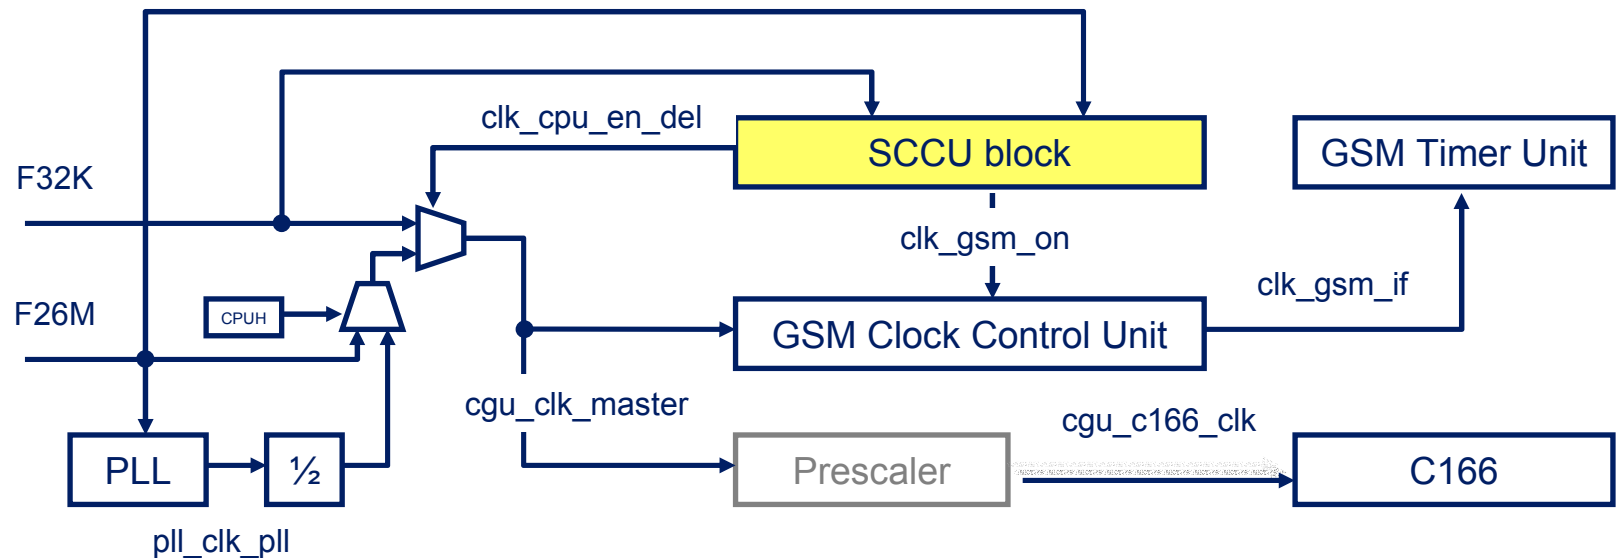 clk_cpu_en_del
SCCU block
GSM Timer Unit
F32K
clk_gsm_on
clk_gsm_if
F26M
CPUH
GSM Clock Control Unit
cgu_clk_master
cgu_c166_clk
PLL
½
Prescaler
C166
pll_clk_pll